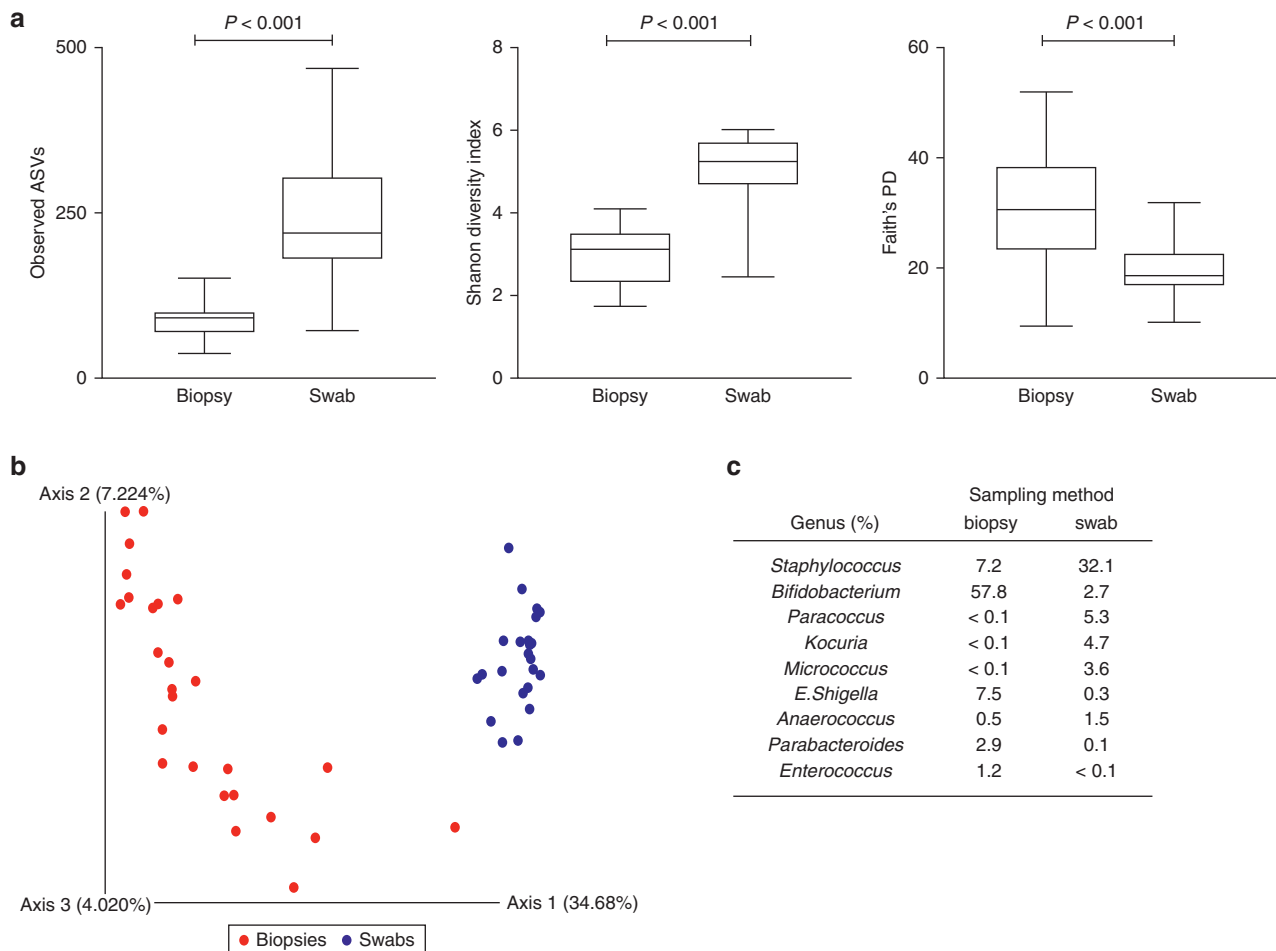 a
P < 0.001
500
250
0
Observed ASVs
Biopsy
Swab
P < 0.001
8
6
4
2
0
Shanon diversity index
Biopsy
Swab
P < 0.001
60
40
20
0
Faith's PD
Biopsy
Swab
b
Axis 2 (7.224%)
Axis 3 (4.020%)
Axis 1 (34.68%)
Biopsies Swabs
c
Sampling method
Genus (%) biopsy swab
Staphylococcus 7.2 32.1
Bifidobacterium 57.8 2.7
Paracoccus < 0.1 5.3
Kocuria < 0.1 4.7
Micrococcus < 0.1 3.6
E.Shigella 7.5 0.3
Anaerococcus 0.5 1.5
Parabacteroides 2.9 0.1
Enterococcus 1.2 < 0.1